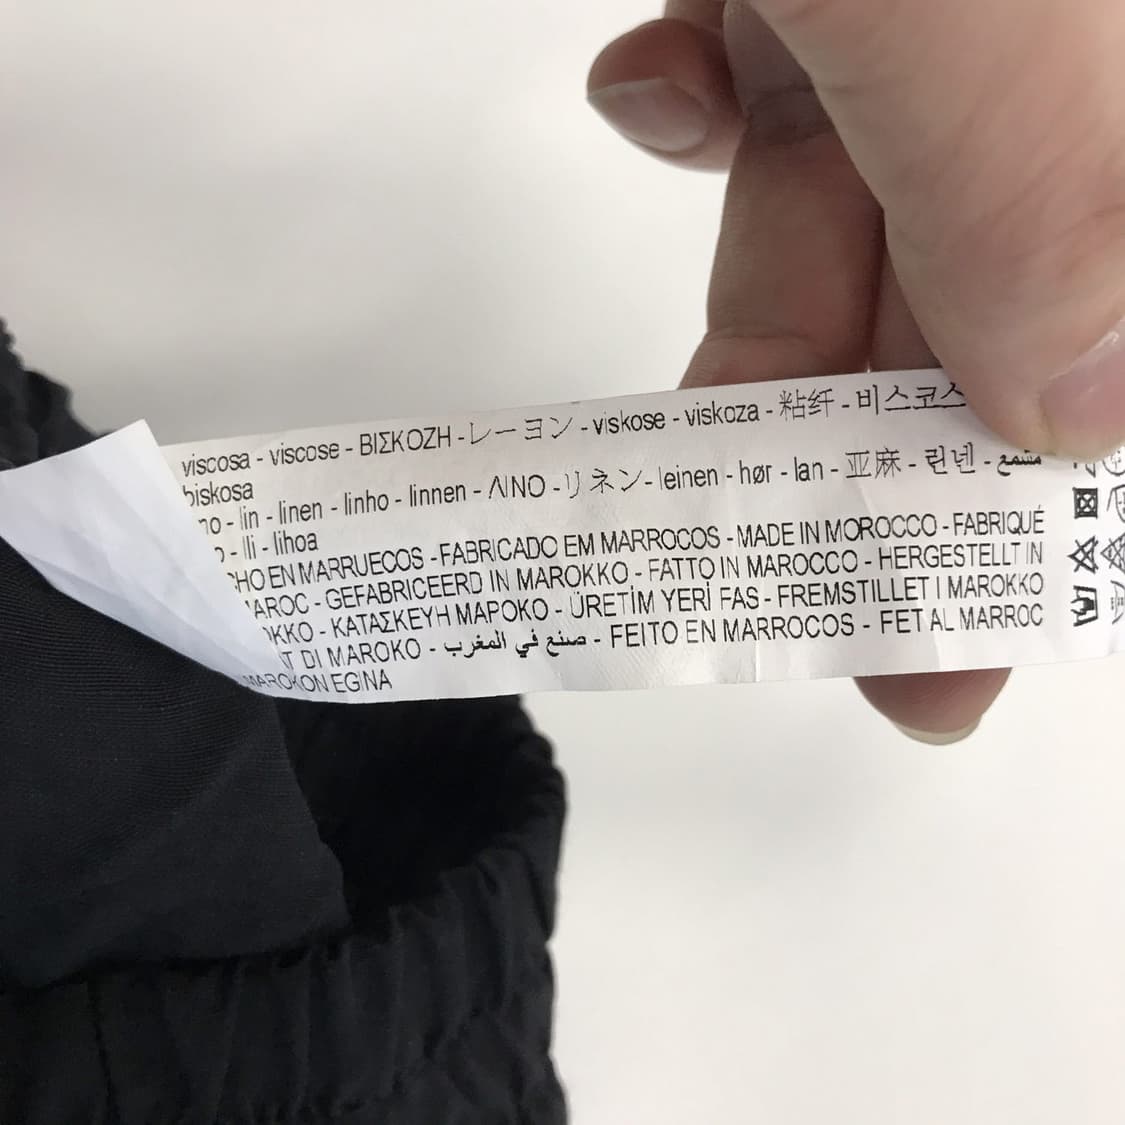 viscosa - viscose - ΒΙΣΚΟΖΗ - レーヨン - viskose - viskoza - 粘纤 - 비스코스
biskosa
- lin - linen - linho - linnen - ΛΙΝΟ - リネン - leinen - hør - lan - 亚麻 - 린넨 - مشمع
- lli - lihoa
EN MARRUECOS - FABRICADO EM MARROCOS - MADE IN MOROCCO - FABRIQUÉ
- GEFABRICEERD IN MAROKKO - FATTO IN MAROCCO - HERGESTELLT IN
- ΚΑΤΑΣΚΕΥΗ ΜΑΡΟΚΟ - ÜRETİM YERİ FAS - FREMSTILLET I MAROKKO
DI MAROKO - صنع في المغرب - FEITO EN MARROCOS - FET AL MARROC
MAROKON EGINA